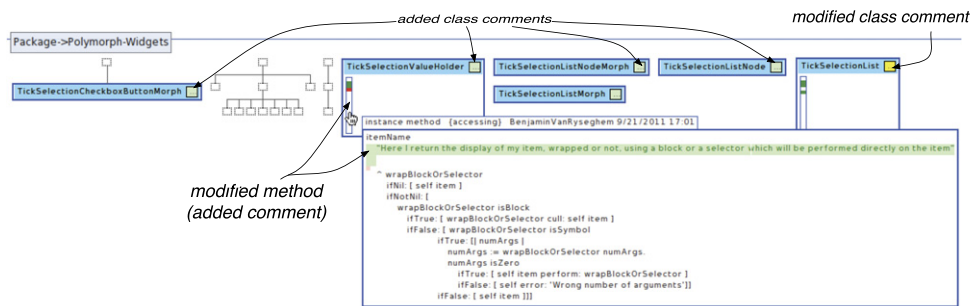 added class comments
modified class comment
Package->Polymorph-Widgets
TickSelectionCheckboxButtonMorph
TickSelectionValueHolder
TickSelectionListNodeMorph
TickSelectionListNode
TickSelectionList
TickSelectionListMorph
instance method {accessing} BenjaminVanRyseghem 9/21/2011 17:01
itemName
"Here I return the display of my item, wrapped or not, using a block or a selector which will be performed directly on the item"
^ wrapBlockOrSelector
ifNil: [ self item ]
ifNotNil: [
wrapBlockOrSelector isBlock
ifTrue: [ wrapBlockOrSelector cull: self item ]
ifFalse: [ wrapBlockOrSelector isSymbol
ifTrue: [| numArgs |
numArgs := wrapBlockOrSelector numArgs.
numArgs isZero
ifTrue: [ self item perform: wrapBlockOrSelector ]
ifFalse: [ self error: 'Wrong number of arguments']]
ifFalse: [ self item ]]]
modified method
(added comment)